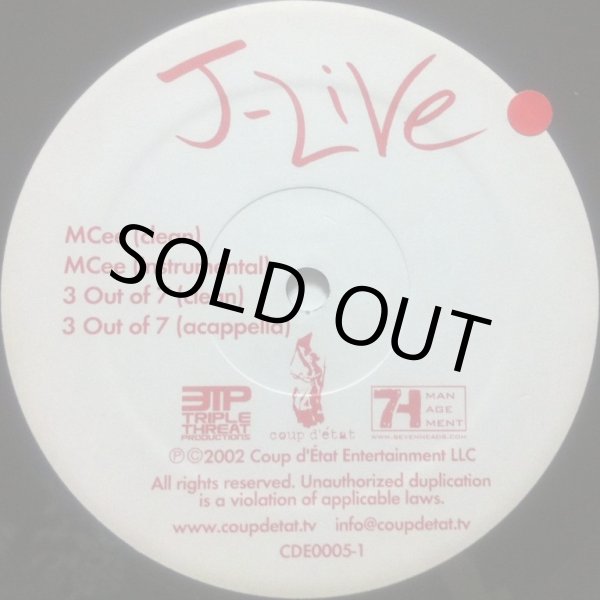 J-Live
MCee (clean)
MCee (instrumental)
3 Out of 7 (clean)
3 Out of 7 (acappella)
SOLD OUT
3TP
TRIPLE
THREAT
PRODUCTIONS
coup d'état
7H
MAN
AGE
MENT
WWW.SEVENHEADS.COM
℗©2002 Coup d'État Entertainment LLC
All rights reserved. Unauthorized duplication
is a violation of applicable laws.
www.coupdetat.tv info@coupdetat.tv
CDE0005-1